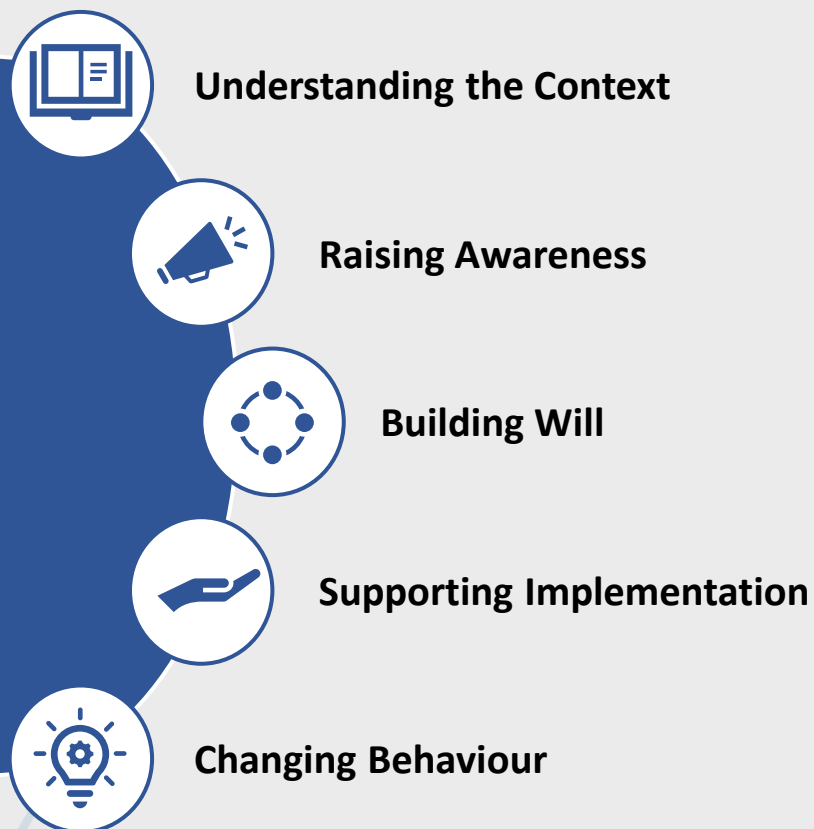 Understanding the Context
Raising Awareness
Building Will
Supporting Implementation
Changing Behaviour